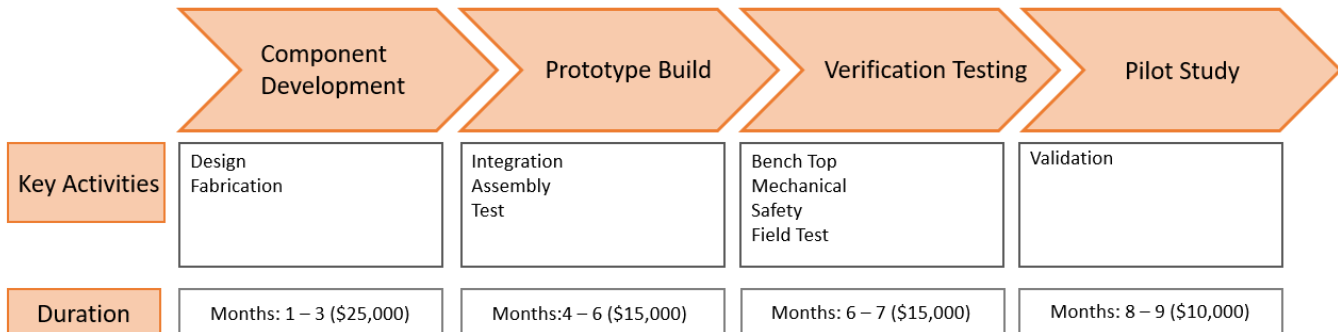 Component
Development
Prototype Build
Verification Testing
Pilot Study
Key Activities
Design
Fabrication
Integration
Assembly
Test
Bench Top
Mechanical
Safety
Field Test
Validation
Duration
Months: 1 – 3 ($25,000)
Months:4 – 6 ($15,000)
Months: 6 – 7 ($15,000)
Months: 8 – 9 ($10,000)